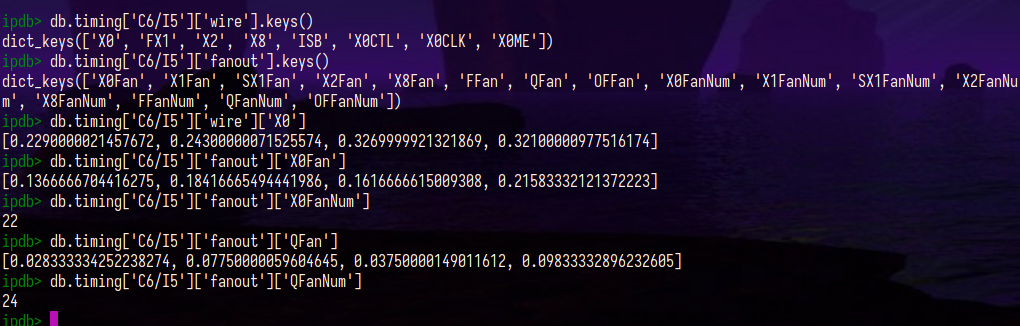 ipdb> db.timing['C6/I5']['wire'].keys()
dict_keys(['X0', 'FX1', 'X2', 'X8', 'ISB', 'X0CTL', 'X0CLK', 'X0ME'])
ipdb> db.timing['C6/I5']['fanout'].keys()
dict_keys(['X0Fan', 'X1Fan', 'SX1Fan', 'X2Fan', 'X8Fan', 'FFan', 'QFan', 'OFFan', 'X0FanNum', 'X1FanNum', 'SX1FanNum', 'X2FanNu
m', 'X8FanNum', 'FFanNum', 'QFanNum', 'OFFanNum'])
ipdb> db.timing['C6/I5']['wire']['X0']
[0.2290000021457672, 0.24300000071525574, 0.3269999921321869, 0.32100000977516174]
ipdb> db.timing['C6/I5']['fanout']['X0Fan']
[0.1366666704416275, 0.18416665494441986, 0.1616666615009308, 0.21583332121372223]
ipdb> db.timing['C6/I5']['fanout']['X0FanNum']
22
ipdb> db.timing['C6/I5']['fanout']['QFan']
[0.028333334252238274, 0.07750000059604645, 0.03750000149011612, 0.09833332896232605]
ipdb> db.timing['C6/I5']['fanout']['QFanNum']
24
ipdb>